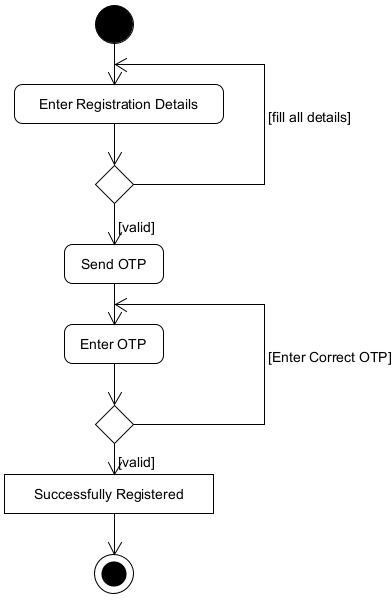 Enter Registration Details
[fill all details]
[valid]
Send OTP
Enter OTP
[Enter Correct OTP]
[valid]
Successfully Registered